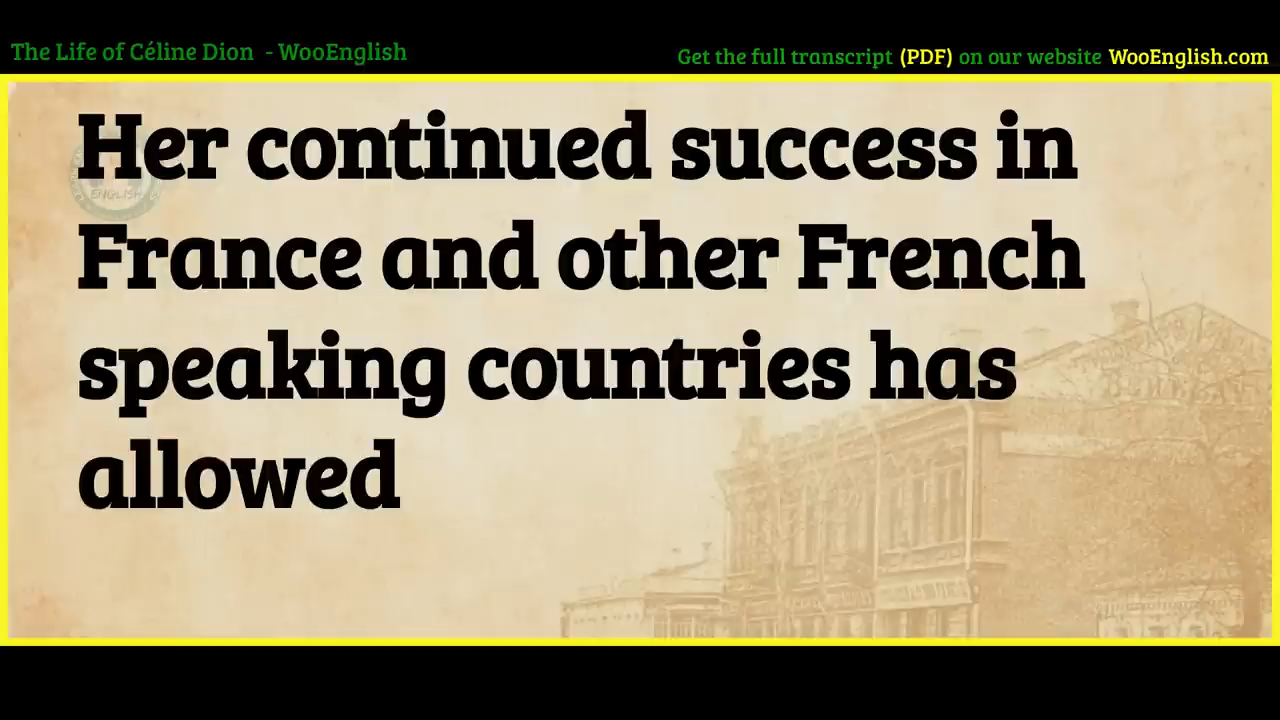 The Life of Céline Dion - WooEnglish
Get the full transcript (PDF) on our website WooEnglish.com
Her continued success in
France and other French
speaking countries has
allowed
ENGLISH